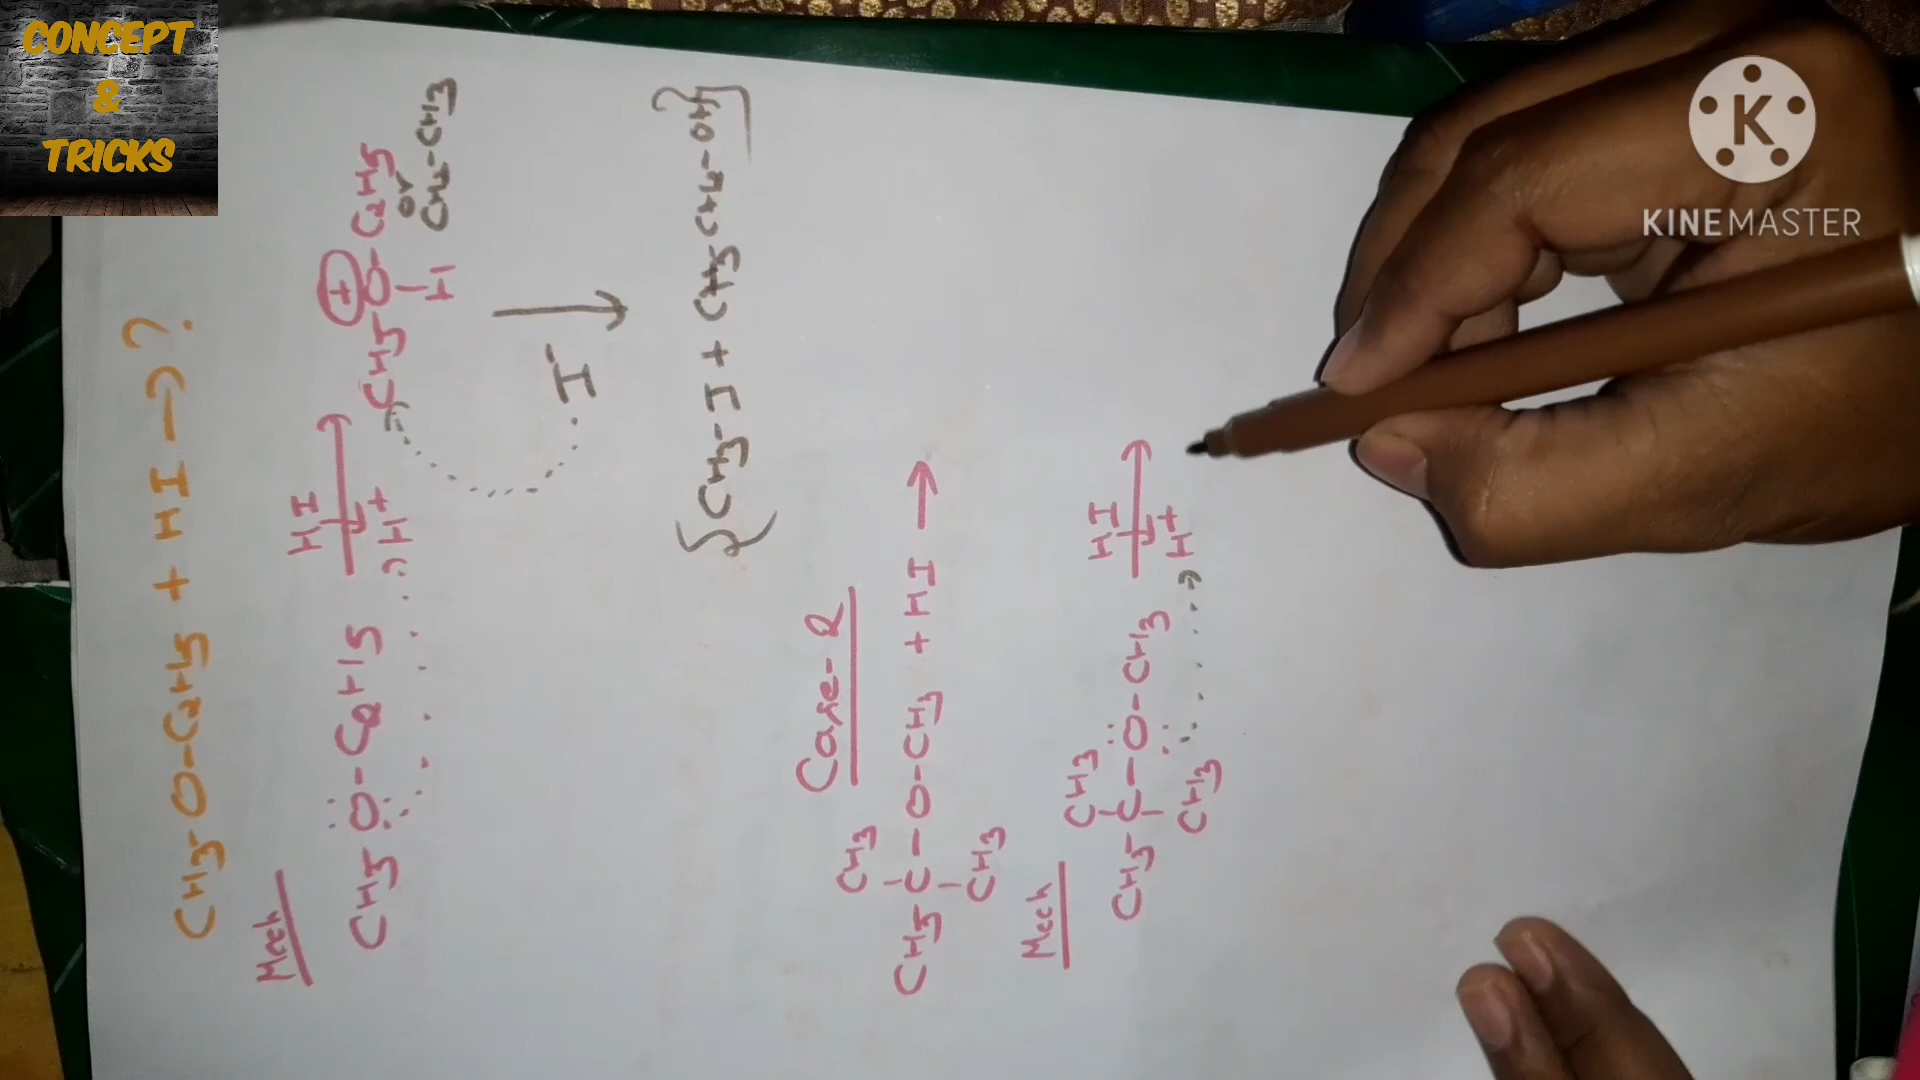 CONCEPT
&
TRICKS
K
KINEMASTER
CH3-O-C2H5 + HI → ?
Mech
CH3-O-C2H5
HI
H+
CH3-O-C2H5
+
H
or
CH2-CH3
I-
{CH3-I + CH3CH2-OH}
Case-2
CH3
CH3-C-O-CH3 + HI →
CH3
Mech
CH3
CH3-C-O-CH3
CH3
HI
H+